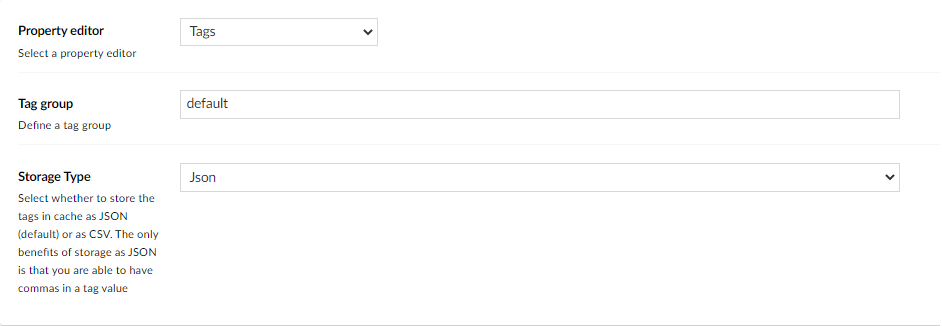 Property editor
Tags
Select a property editor
Tag group
default
Define a tag group
Storage Type
Json
Select whether to store the
tags in cache as JSON
(default) or as CSV. The only
benefits of storage as JSON
is that you are able to have
commas in a tag value